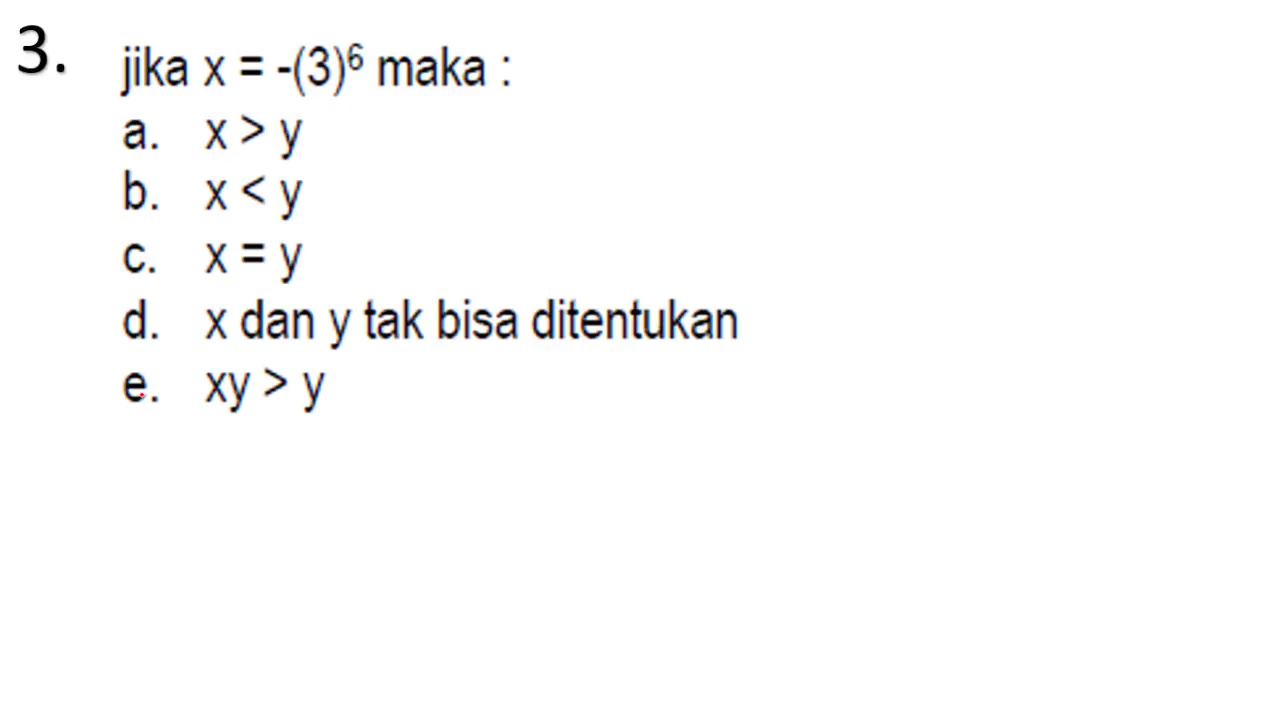 3. jika x = -(3)⁶ maka :
a. x > y
b. x < y
c. x = y
d. x dan y tak bisa ditentukan
e. xy > y